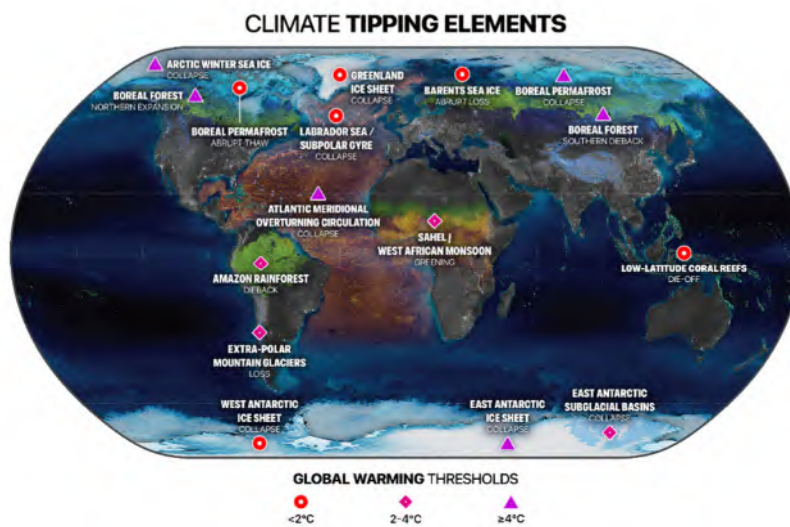 CLIMATE TIPPING ELEMENTS
ARCTIC WINTER SEA ICE
COLLAPSE
BOREAL FOREST
NORTHERN EXPANSION
BOREAL PERMAFROST
ABRUPT THAW
GREENLAND
ICE SHEET
COLLAPSE
LABRADOR SEA /
SUBPOLAR GYRE
COLLAPSE
BARENTS SEA ICE
ABRUPT LOSS
BOREAL PERMAFROST
COLLAPSE
BOREAL FOREST
SOUTHERN DIEBACK
ATLANTIC MERIDIONAL
OVERTURNING CIRCULATION
COLLAPSE
SAHEL /
WEST AFRICAN MONSOON
GREENING
LOW-LATITUDE CORAL REEFS
DIE-OFF
AMAZON RAINFOREST
DIEBACK
EXTRA-POLAR
MOUNTAIN GLACIERS
LOSS
WEST ANTARCTIC
ICE SHEET
COLLAPSE
EAST ANTARCTIC
ICE SHEET
COLLAPSE
EAST ANTARCTIC
SUBGLACIAL BASINS
COLLAPSE
GLOBAL WARMING THRESHOLDS
<2°C
2-4°C
≥4°C